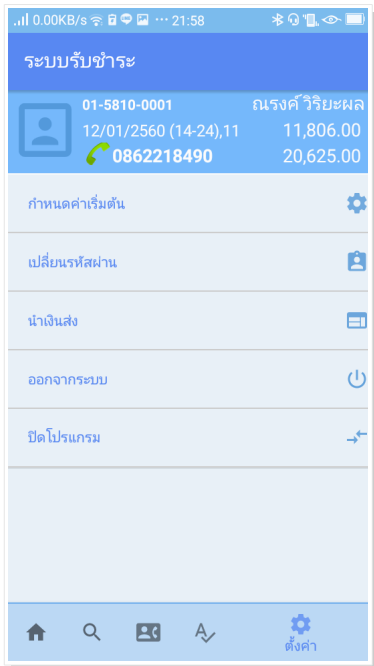 0.00KB/s ... 21:58
ระบบรับชำระ
01-5810-0001 ณรงค์ วิริยะผล
12/01/2560 (14-24),11 11,806.00
0862218490 20,625.00
กำหนดค่าเริ่มต้น
เปลี่ยนรหัสผ่าน
นำเงินส่ง
ออกจากระบบ
ปิดโปรแกรม
ตั้งค่า